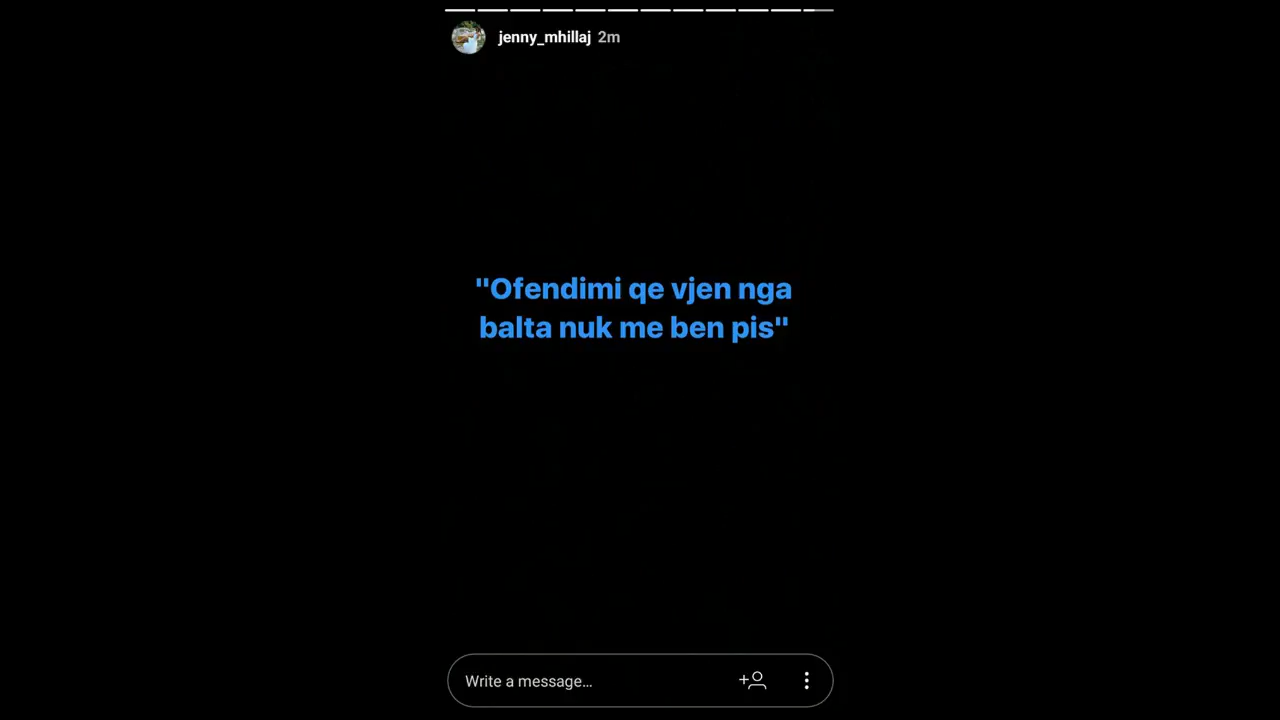 jenny_mhillaj 2m
"Ofendimi qe vjen nga
balta nuk me ben pis"
Write a message...